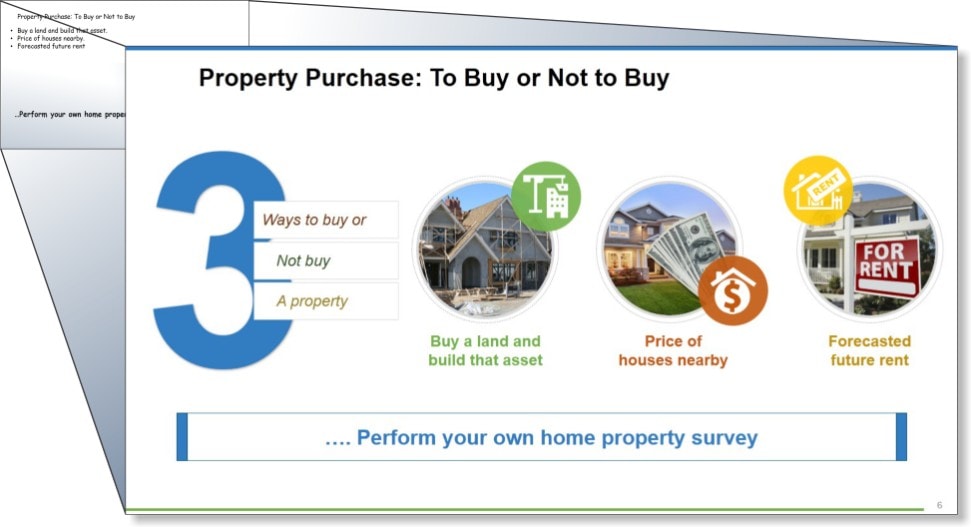 Property Purchase: To Buy or Not to Buy
• Buy a land and build that asset.
• Price of houses nearby.
• Forecasted future rent
..Perform your own home
Property Purchase: To Buy or Not to Buy
3
Ways to buy or
Not buy
A property
RENT
FOR
RENT
$
Buy a land and
build that asset
Price of
houses nearby
Forecasted
future rent
…. Perform your own home property survey
6